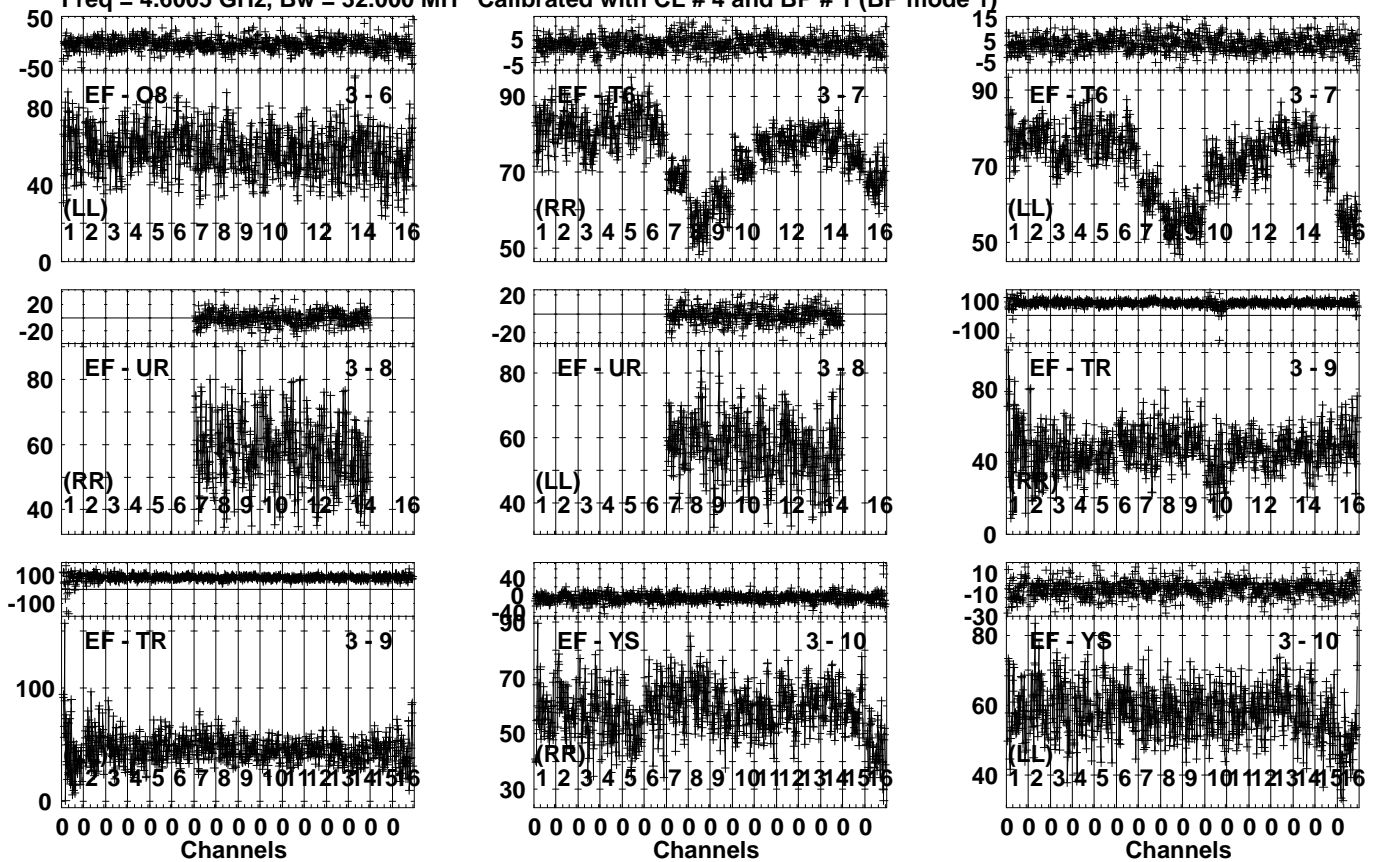 Freq = 4.6005 GHz, Bw = 32.000 MH Calibrated with CL # 4 and BP # 1 (BP mode 1)
50
-50
EF - O8 3 - 6
80
40
0
(LL)
1 2 3 4 5 6 7 8 9 10 12 14 16
5
-5
EF - T6 3 - 7
90
70
50
(RR)
1 2 3 4 5 6 7 8 9 10 12 14 16
15
5
-5
EF - T6 3 - 7
90
70
50
(LL)
1 2 3 4 5 6 7 8 9 10 12 14 16
20
-20
EF - UR 3 - 8
80
60
40
(RR)
1 2 3 4 5 6 7 8 9 10 12 14 16
20
-20
EF - UR 3 - 8
80
60
40
(LL)
1 2 3 4 5 6 7 8 9 10 12 14 16
100
-100
EF - TR 3 - 9
80
40
0
(RR)
1 2 3 4 5 6 7 8 9 10 12 14 16
100
-100
EF - TR 3 - 9
100
0
2 3 4 5 6 7 8 9 10 11 12 13 14 15 16
40
0
-40
EF - YS 3 - 10
90
70
50
30
(RR)
1 2 3 4 5 6 7 8 9 10 11 12 13 14 15 16
10
-10
-30
EF - YS 3 - 10
80
60
40
(LL)
1 2 3 4 5 6 7 8 9 10 11 12 13 14 15 16
0 0 0 0 0 0 0 0 0 0 0 0 0 0 0 0
Channels
0 0 0 0 0 0 0 0 0 0 0 0 0 0 0 0
Channels
0 0 0 0 0 0 0 0 0 0 0 0 0 0 0 0
Channels